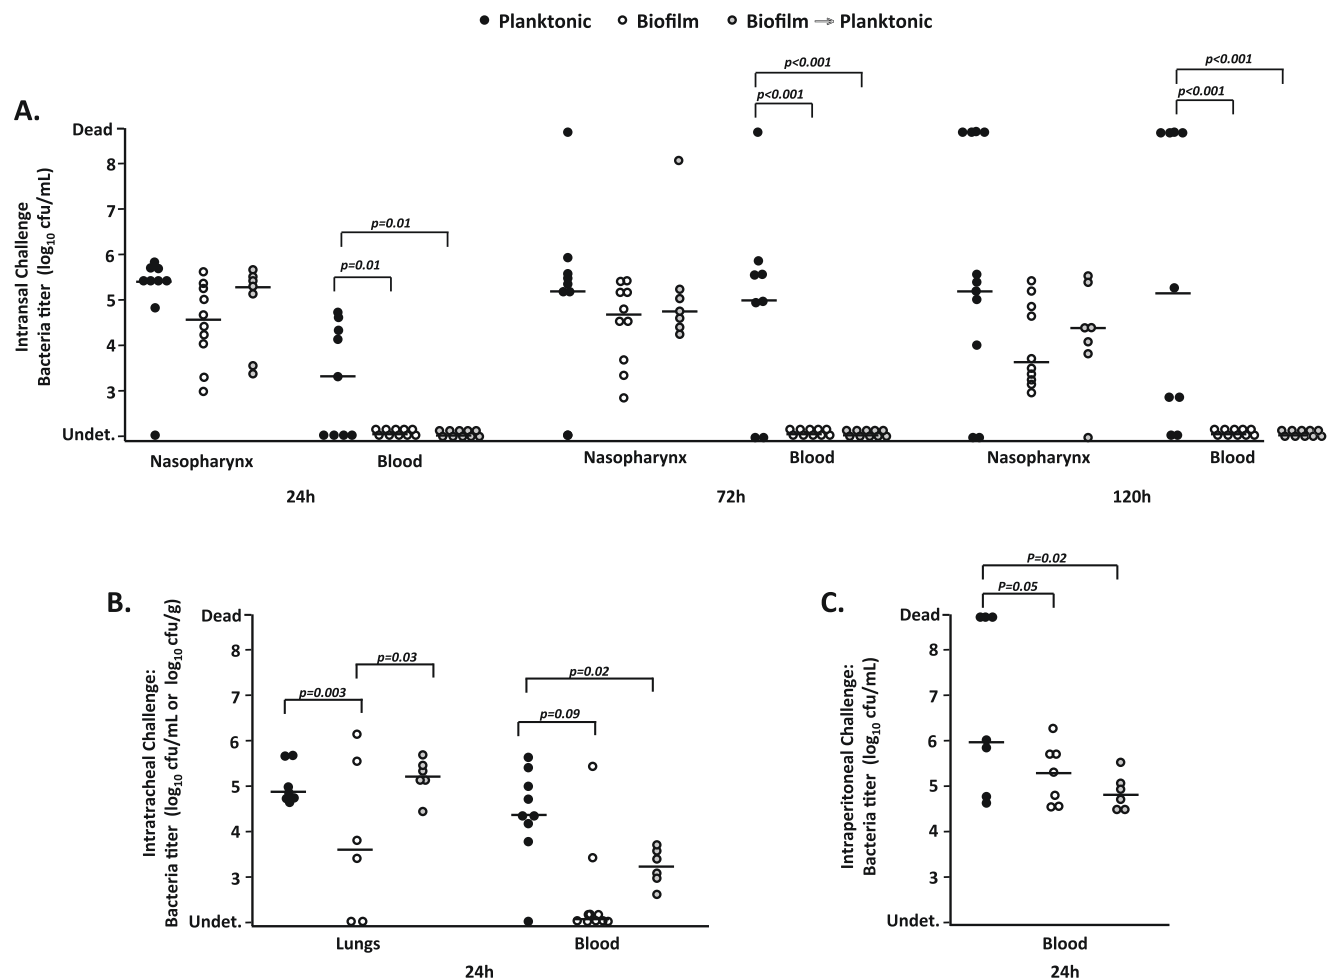 Planktonic Biofilm Biofilm → Planktonic
A.
Intransal Challenge
Bacteria titer (log10 cfu/mL)
Dead
8
7
6
5
4
3
Undet.
p=0.01
p=0.01
p<0.001
p<0.001
p<0.001
p<0.001
Nasopharynx Blood Nasopharynx Blood Nasopharynx Blood
24h 72h 120h
B.
Intratracheal Challenge:
Bacteria titer (log10 cfu/mL or log10 cfu/g)
Dead
8
7
6
5
4
3
Undet.
p=0.003
p=0.03
p=0.02
p=0.09
Lungs Blood
24h
C.
Intraperitoneal Challenge:
Bacteria titer (log10 cfu/mL)
Dead
8
7
6
5
4
3
Undet.
P=0.02
P=0.05
Blood
24h